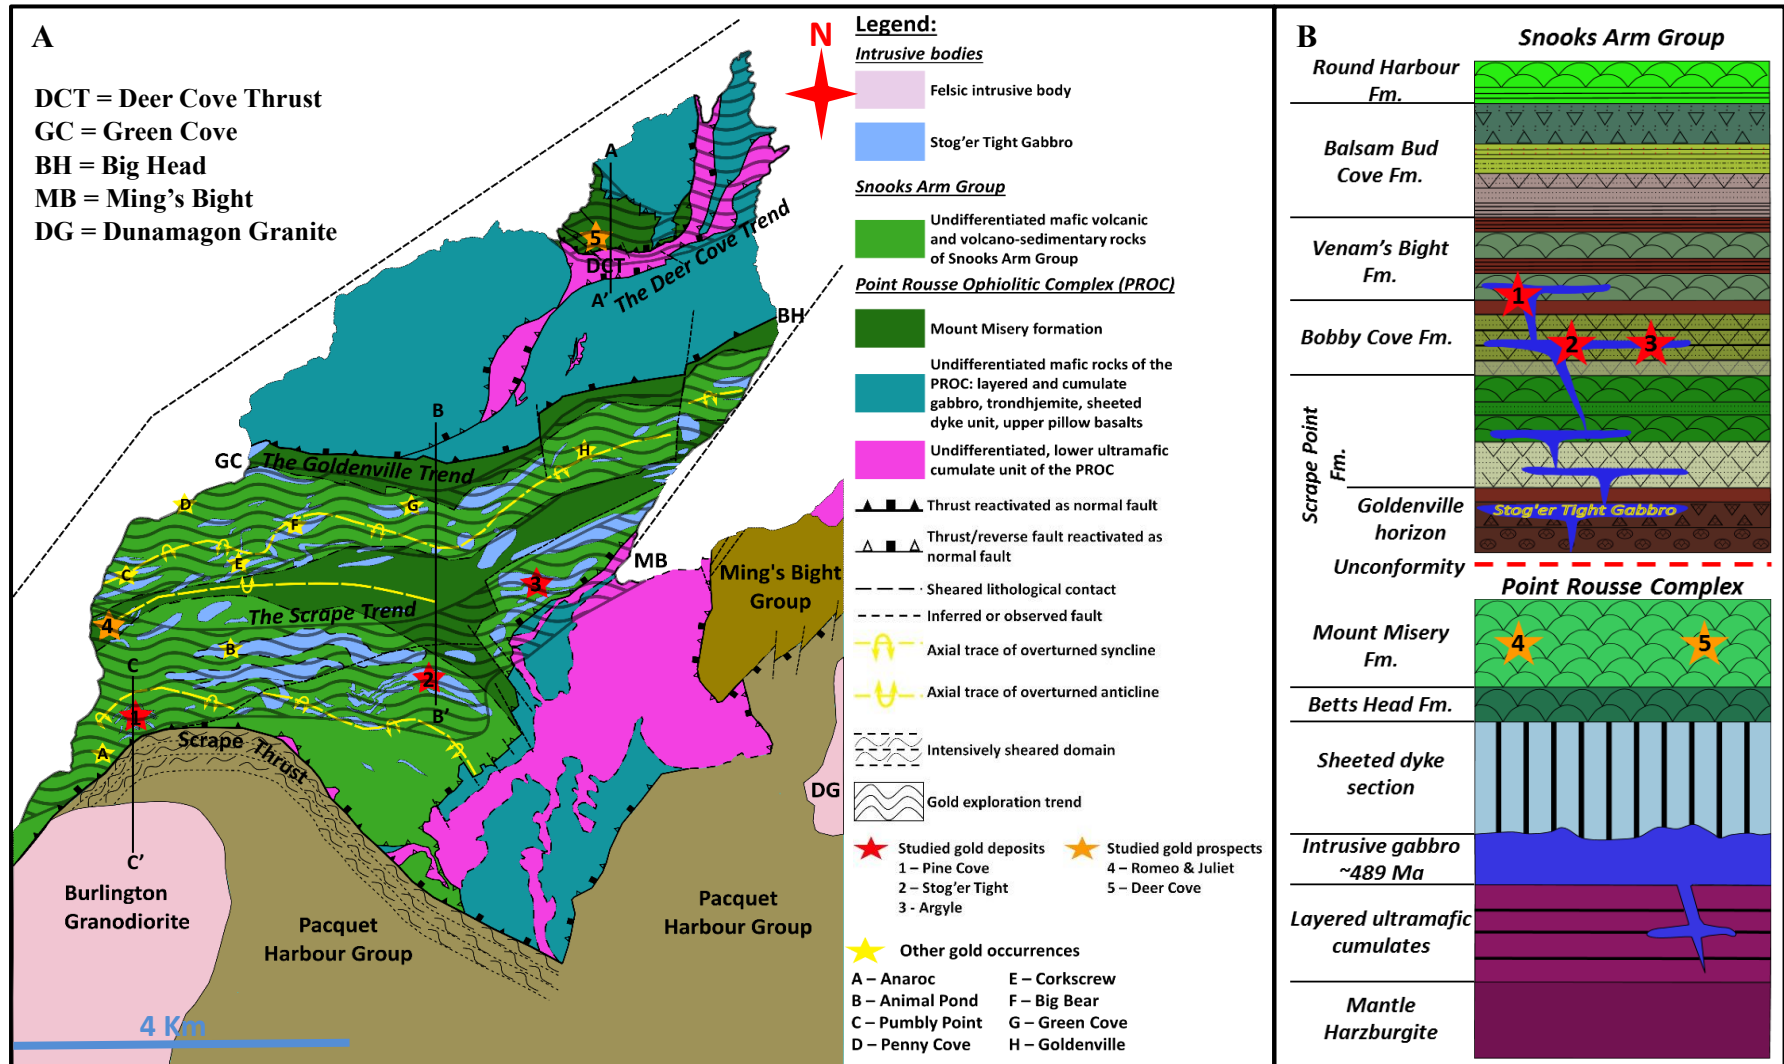 A
DCT = Deer Cove Thrust
GC = Green Cove
BH = Big Head
MB = Ming's Bight
DG = Dunamagon Granite
N
A
5
DCT
A'
The Deer Cove Trend
BH
B
GC
The Goldenville Trend
H
D
G
F
E
C
MB
3
Ming's Bight
Group
The Scrape Trend
4
B
C
2
B'
1
A
Scrape Thrust
DG
C'
Burlington
Granodiorite
Pacquet
Harbour Group
Pacquet
Harbour Group
4 Km
Legend:
Intrusive bodies
Felsic intrusive body
Stog'er Tight Gabbro
Snooks Arm Group
Undifferentiated mafic volcanic
and volcano-sedimentary rocks
of Snooks Arm Group
Point Rousse Ophiolitic Complex (PROC)
Mount Misery formation
Undifferentiated mafic rocks of the
PROC: layered and cumulate
gabbro, trondhjemite, sheeted
dyke unit, upper pillow basalts
Undifferentiated, lower ultramafic
cumulate unit of the PROC
Thrust reactivated as normal fault
Thrust/reverse fault reactivated as
normal fault
Sheared lithological contact
Inferred or observed fault
Axial trace of overturned syncline
Axial trace of overturned anticline
Intensively sheared domain
Gold exploration trend
Studied gold deposits
1 – Pine Cove
2 – Stog'er Tight
3 - Argyle
Studied gold prospects
4 – Romeo & Juliet
5 – Deer Cove
Other gold occurrences
A – Anaroc
B – Animal Pond
C – Pumbly Point
D – Penny Cove
E – Corkscrew
F – Big Bear
G – Green Cove
H – Goldenville
B
Snooks Arm Group
Round Harbour
Fm.
Balsam Bud
Cove Fm.
Venam's Bight
Fm.
1
Bobby Cove Fm.
2
3
Scrape Point
Fm.
Goldenville
horizon
Stog'er Tight Gabbro
Unconformity
Point Rousse Complex
Mount Misery
Fm.
4
5
Betts Head Fm.
Sheeted dyke
section
Intrusive gabbro
~489 Ma
Layered ultramafic
cumulates
Mantle
Harzburgite